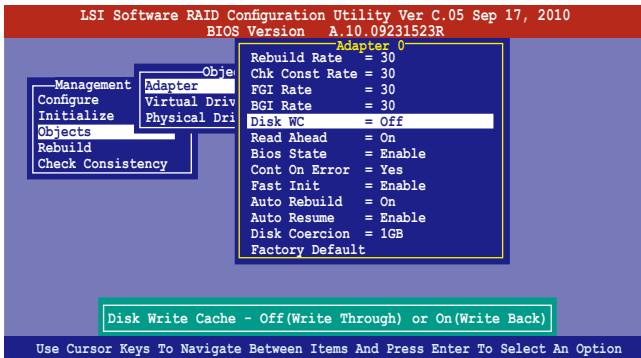 LSI Software RAID Configuration Utility Ver C.05 Sep 17, 2010
BIOS Version A.10.09231523R
Management
Configure
Initialize
Objects
Rebuild
Check Consistency
Obje
Adapter
Virtual Driv
Physical Dri
Adapter 0
Rebuild Rate = 30
Chk Const Rate = 30
FGI Rate = 30
BGI Rate = 30
Disk WC = Off
Read Ahead = On
Bios State = Enable
Cont On Error = Yes
Fast Init = Enable
Auto Rebuild = On
Auto Resume = Enable
Disk Coercion = 1GB
Factory Default
Disk Write Cache - Off(Write Through) or On(Write Back)
Use Cursor Keys To Navigate Between Items And Press Enter To Select An Option